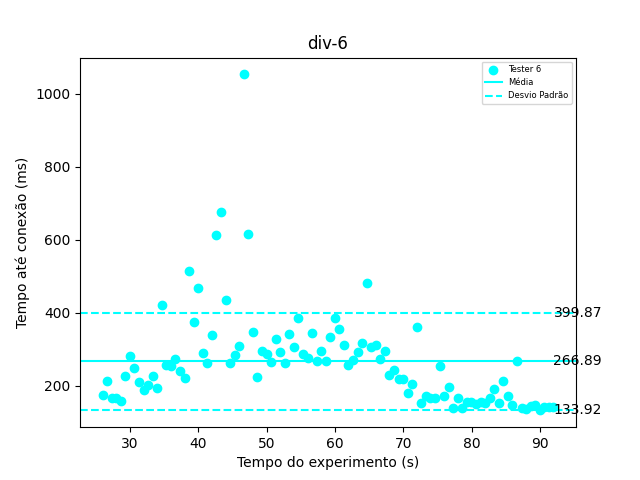 div-6
Tester 6
Média
Desvio Padrão
Tempo até conexão (ms)
1000
800
600
400
200
399.87
266.89
133.92
30 40 50 60 70 80 90
Tempo do experimento (s)